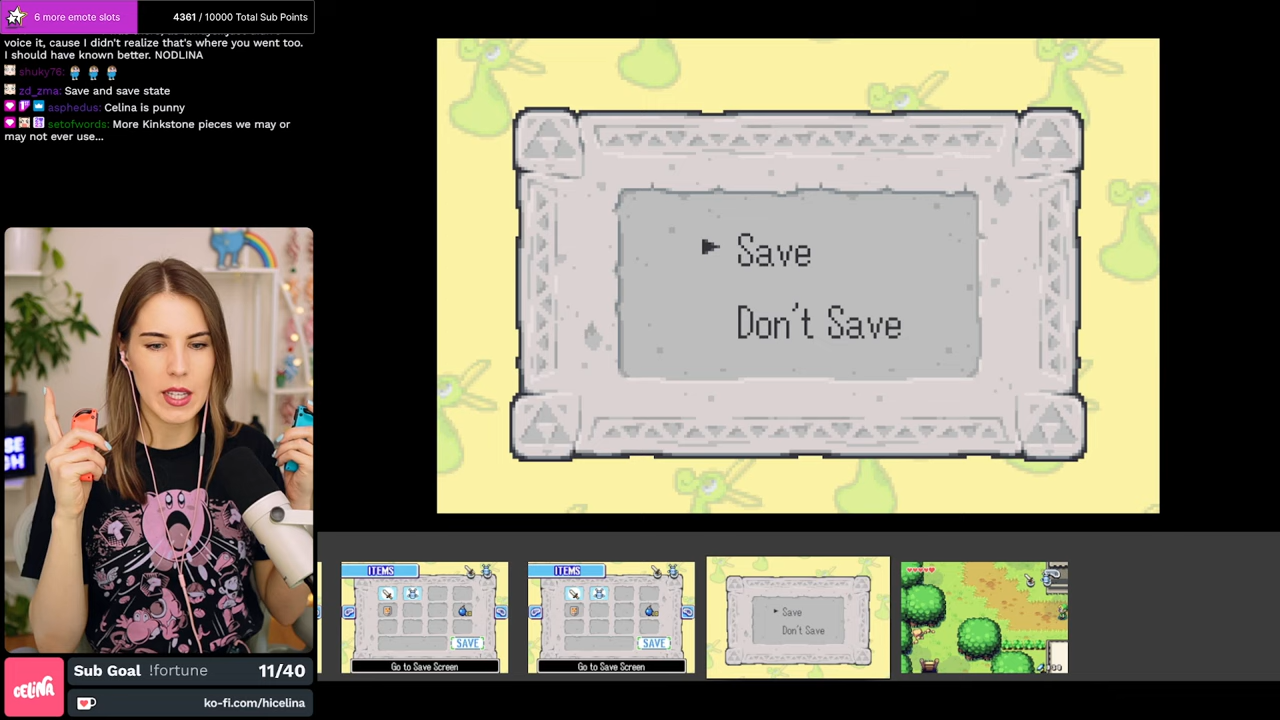 6 more emote slots
4361 / 10000 Total Sub Points
voice it, cause I didn't realize that's where you went too.
I should have known better. NODLINA
shuky76:
zd_zma: Save and save state
asphedus: Celina is punny
setofwords: More Kinkstone pieces we may or
may not ever use...
Save
Don't Save
ITEMS
SAVE
Go to Save Screen
ITEMS
SAVE
Go to Save Screen
Save
Don't Save
CELINA
Sub Goal !fortune 11/40
ko-fi.com/hicelina